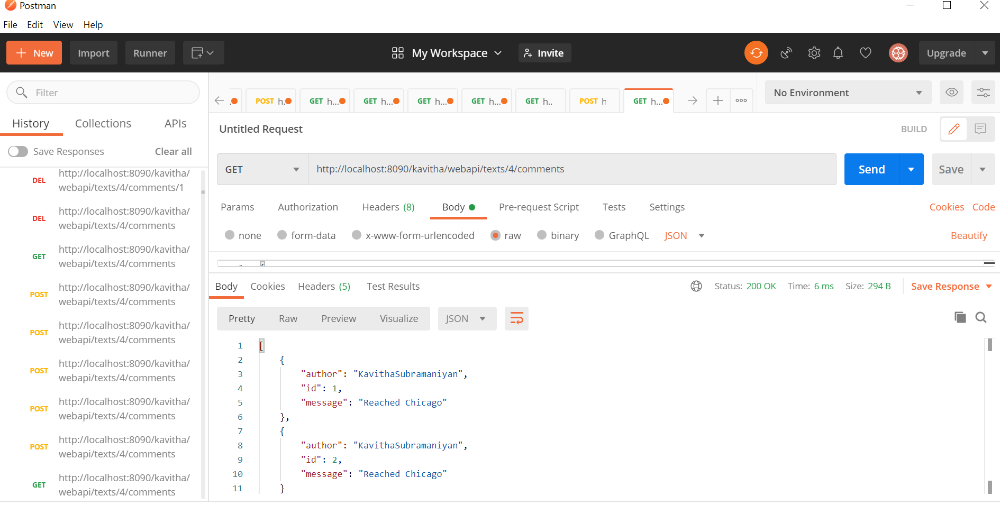 Postman
File Edit View Help
New Import Runner My Workspace Invite Upgrade
Filter
. POST h. GET h... GET h... GET h... GET h... GET h.. POST h GET h...
No Environment
History Collections APIs
Untitled Request BUILD
Save Responses Clear all
http://localhost:8090/kavitha/
DEL webapi/texts/4/comments/1
http://localhost:8090/kavitha/
DEL webapi/texts/4/comments
http://localhost:8090/kavitha/
GET webapi/texts/4/comments
http://localhost:8090/kavitha/
POST webapi/texts/4/comments
http://localhost:8090/kavitha/
POST webapi/texts/4/comments
http://localhost:8090/kavitha/
POST webapi/texts/4/comments
http://localhost:8090/kavitha/
POST webapi/texts/4/comments
http://localhost:8090/kavitha/
POST webapi/texts/4/comments
http://localhost:8090/kavitha/
GET webapi/texts/4/comments
GET http://localhost:8090/kavitha/webapi/texts/4/comments Send Save
Params Authorization Headers (8) Body Pre-request Script Tests Settings Cookies Code
none form-data x-www-form-urlencoded raw binary GraphQL JSON Beautify
Body Cookies Headers (5) Test Results Status: 200 OK Time: 6 ms Size: 294 B Save Response
Pretty Raw Preview Visualize JSON
1 [
2 {
3 "author": "KavithaSubramaniyan",
4 "id": 1,
5 "message": "Reached Chicago"
6 },
7 {
8 "author": "KavithaSubramaniyan",
9 "id": 2,
10 "message": "Reached Chicago"
11 }